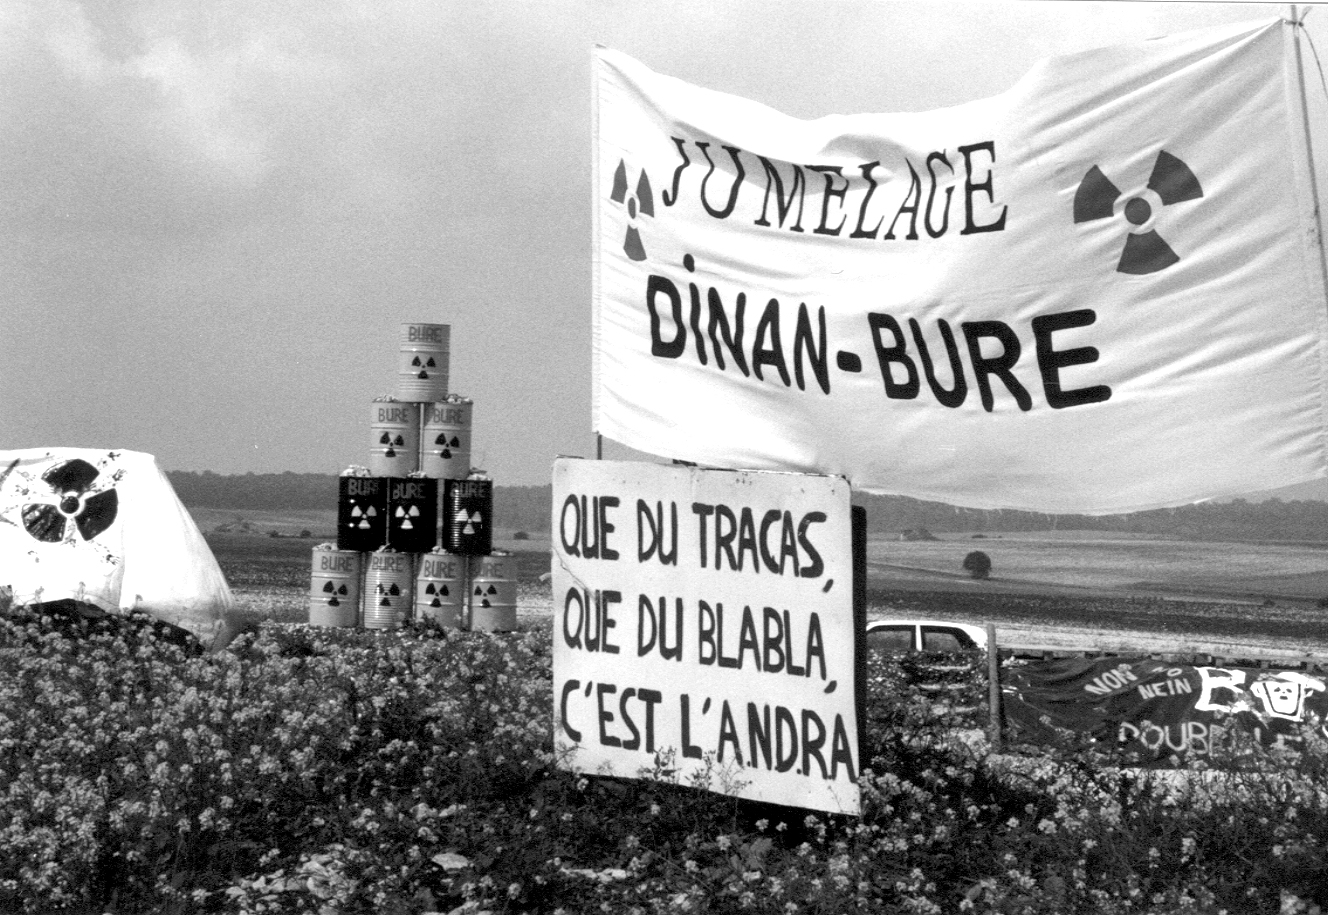 JUMELAGE
DiNAN-BURE
QUE DU TRACAS,
QUE DU BLABLA,
C'EST L'A.N.D.R.A
BURE
BURE BURE
BURE BURE BURE
BURE BURE BURE BURE
NON
NEIN